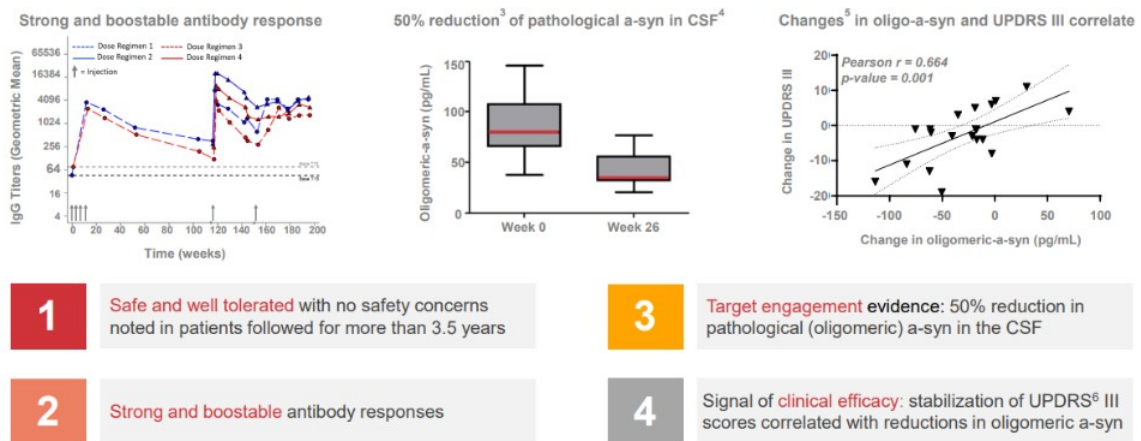 Strong and boostable antibody response
IgG Titers (Geometric Mean)
65536
16384
4096
1024
256
64
16
4
Dose Regimen 1
Dose Regimen 3
Dose Regimen 2
Dose Regimen 4
= Injection
0 20 40 60 80 100 120 140 160 180 200
Time (weeks)
50% reduction³ of pathological a-syn in CSF⁴
Oligomeric-a-syn (pg/mL)
150
100
50
0
Week 0
Week 26
Changes⁵ in oligo-a-syn and UPDRS III correlate
Change in UPDRS III
+20
Pearson r = 0.664
p-value = 0.001
+10
0
-10
-20
-150 -100 -50 0 50 100
Change in oligomeric-a-syn (pg/mL)
1
Safe and well tolerated with no safety concerns
noted in patients followed for more than 3.5 years
2
Strong and boostable antibody responses
3
Target engagement evidence: 50% reduction in
pathological (oligomeric) a-syn in the CSF
4
Signal of clinical efficacy: stabilization of UPDRS⁶ III
scores correlated with reductions in oligomeric a-syn